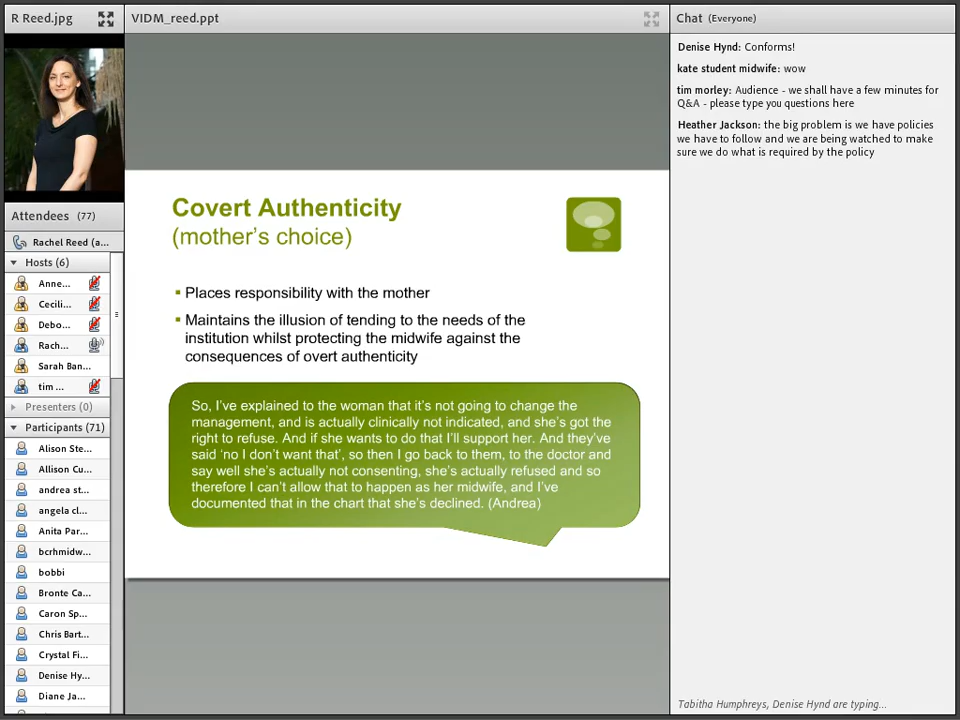 R Reed.jpg
Attendees (77)
Rachel Reed (a...
Hosts (6)
Anne...
Cecili...
Debo...
Rach...
Sarah Ban...
tim ...
Presenters (0)
Participants (71)
Alison Ste...
Allison Cu...
andrea st...
angela cl...
Anita Par...
bcrhmidw...
bobbi
Bronte Ca...
Caron Sp...
Chris Bart...
Crystal Fi...
Denise Hy...
Diane Ja...
VIDM_reed.ppt
Covert Authenticity
(mother's choice)
Places responsibility with the mother
Maintains the illusion of tending to the needs of the
institution whilst protecting the midwife against the
consequences of overt authenticity
So, I've explained to the woman that it's not going to change the
management, and is actually clinically not indicated, and she's got the
right to refuse. And if she wants to do that I'll support her. And they've
said 'no I don't want that', so then I go back to them, to the doctor and
say well she's actually not consenting, she's actually refused and so
therefore I can't allow that to happen as her midwife, and I've
documented that in the chart that she's declined. (Andrea)
Chat (Everyone)
Denise Hynd: Conforms!
kate student midwife: wow
tim morley: Audience - we shall have a few minutes for
Q&A - please type you questions here
Heather Jackson: the big problem is we have policies
we have to follow and we are being watched to make
sure we do what is required by the policy
Tabitha Humphreys, Denise Hynd are typing...